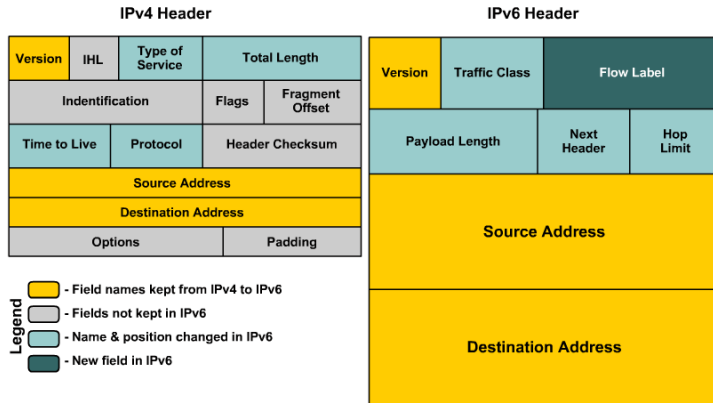 IPv4 Header
IPv6 Header
Version
IHL
Type of
Service
Total Length
Indentification
Flags
Fragment
Offset
Time to Live
Protocol
Header Checksum
Source Address
Destination Address
Options
Padding
Version
Traffic Class
Flow Label
Payload Length
Next
Header
Hop
Limit
Source Address
Destination Address
Legend
- Field names kept from IPv4 to IPv6
- Fields not kept in IPv6
- Name & position changed in IPv6
- New field in IPv6